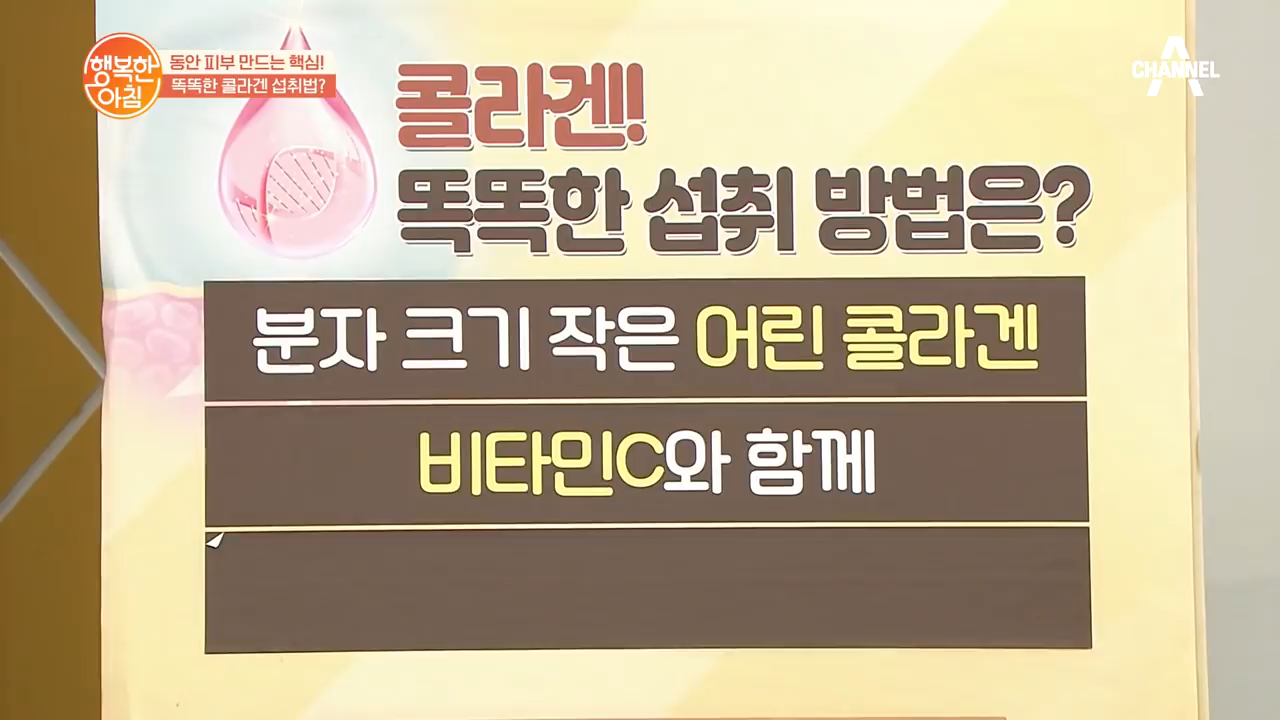 행복한
아침
동안 피부 만드는 핵심!
똑똑한 콜라겐 섭취법?
CHANNEL A
콜라겐!
똑똑한 섭취 방법은?
분자 크기 작은 어린 콜라겐
비타민C와 함께